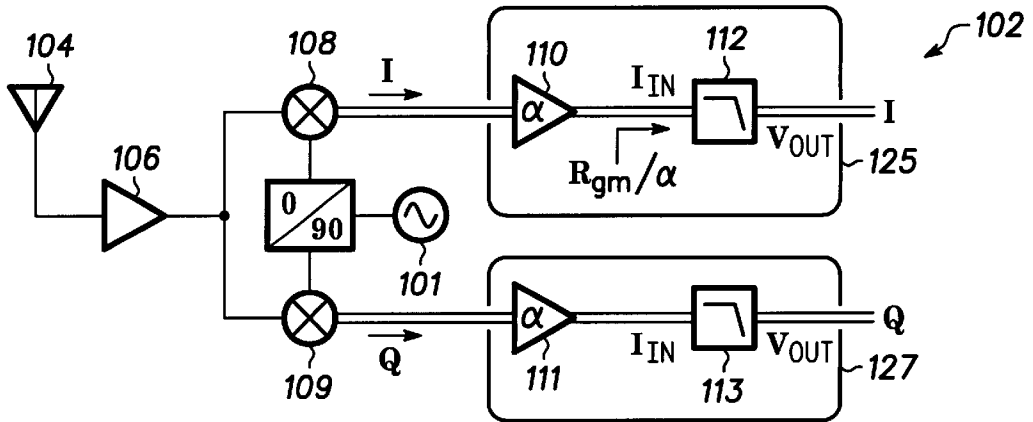 104
108
I
110
I_IN
112
102
α
I
V_OUT
R_gm/α
125
106
0
90
101
α
Q
109
Q
111
I_IN
113
V_OUT
127